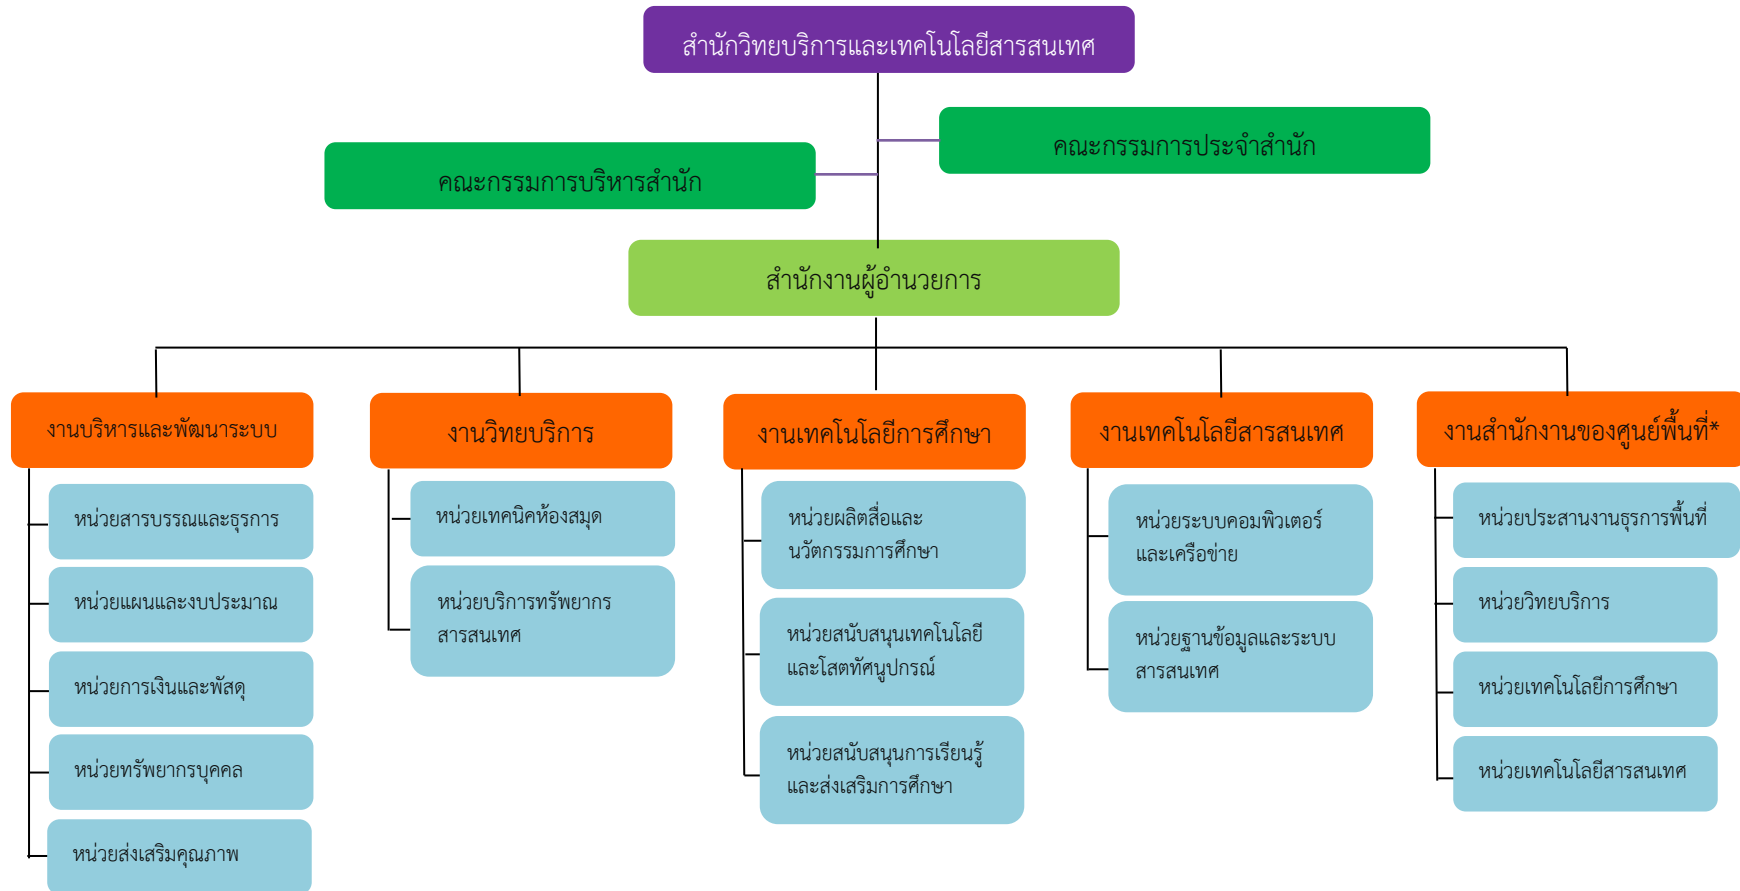 สำนักวิทยบริการและเทคโนโลยีสารสนเทศ
คณะกรรมการประจำสำนัก
คณะกรรมการบริหารสำนัก
สำนักงานผู้อำนวยการ
งานบริหารและพัฒนาระบบ
หน่วยสารบรรณและธุรการ
หน่วยแผนและงบประมาณ
หน่วยการเงินและพัสดุ
หน่วยทรัพยากรบุคคล
หน่วยส่งเสริมคุณภาพ
งานวิทยบริการ
หน่วยเทคนิคห้องสมุด
หน่วยบริการทรัพยากร
สารสนเทศ
งานเทคโนโลยีการศึกษา
หน่วยผลิตสื่อและ
นวัตกรรมการศึกษา
หน่วยสนับสนุนเทคโนโลยี
และโสตทัศนูปกรณ์
หน่วยสนับสนุนการเรียนรู้
และส่งเสริมการศึกษา
งานเทคโนโลยีสารสนเทศ
หน่วยระบบคอมพิวเตอร์
และเครือข่าย
หน่วยฐานข้อมูลและระบบ
สารสนเทศ
งานสำนักงานของศูนย์พื้นที่*
หน่วยประสานงานธุรการพื้นที่
หน่วยวิทยบริการ
หน่วยเทคโนโลยีการศึกษา
หน่วยเทคโนโลยีสารสนเทศ